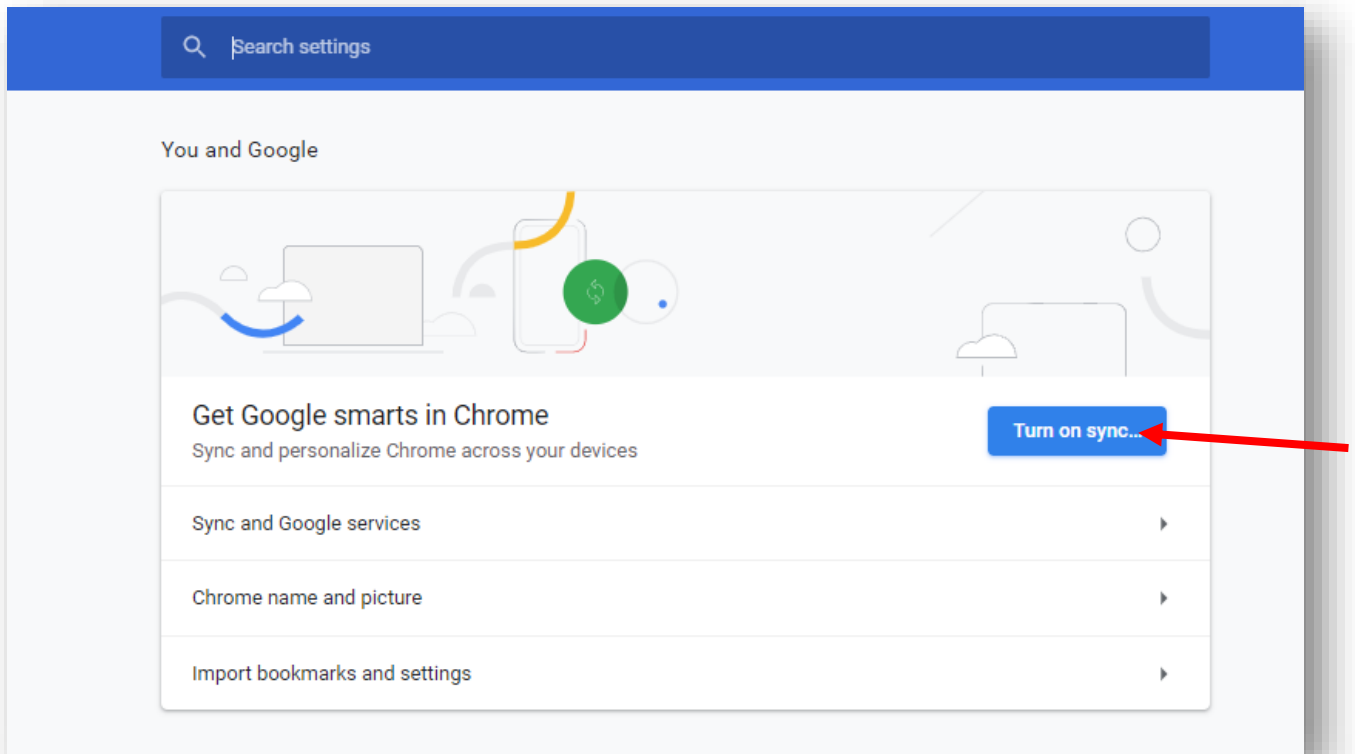 Search settings
You and Google
Get Google smarts in Chrome
Turn on sync...
Sync and personalize Chrome across your devices
Sync and Google services
Chrome name and picture
Import bookmarks and settings